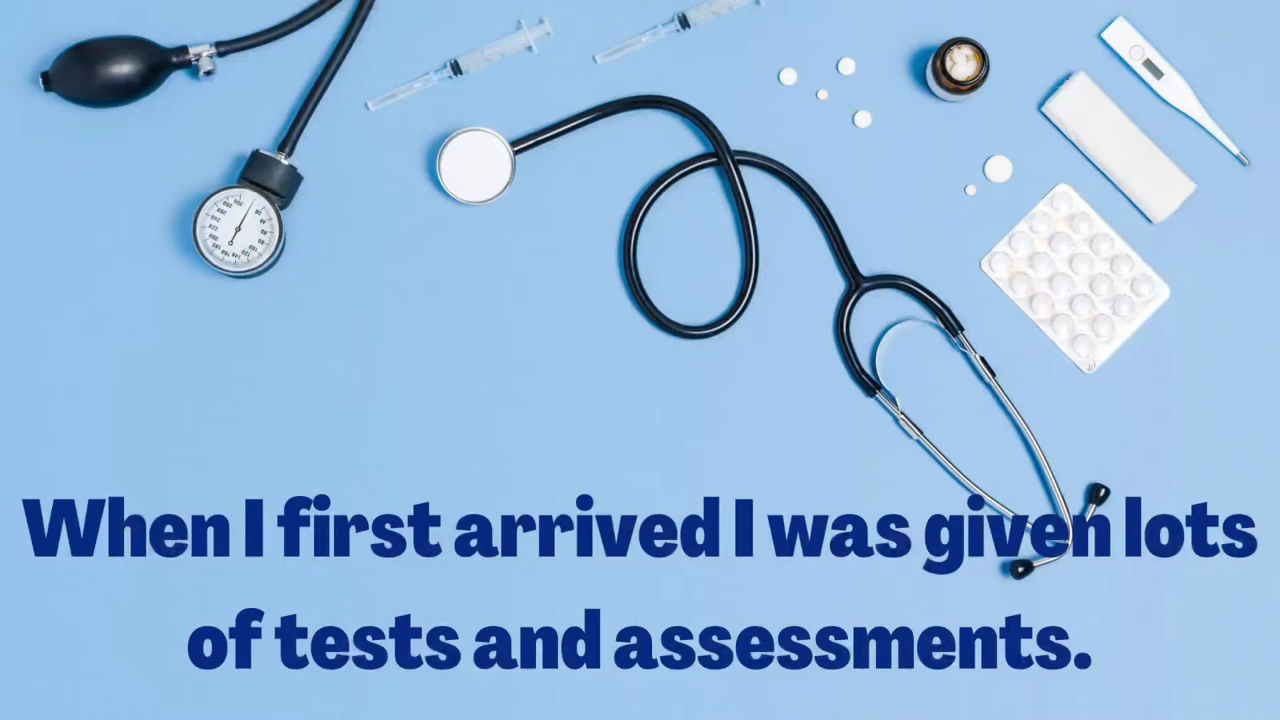 When I first arrived I was given lots
of tests and assessments.